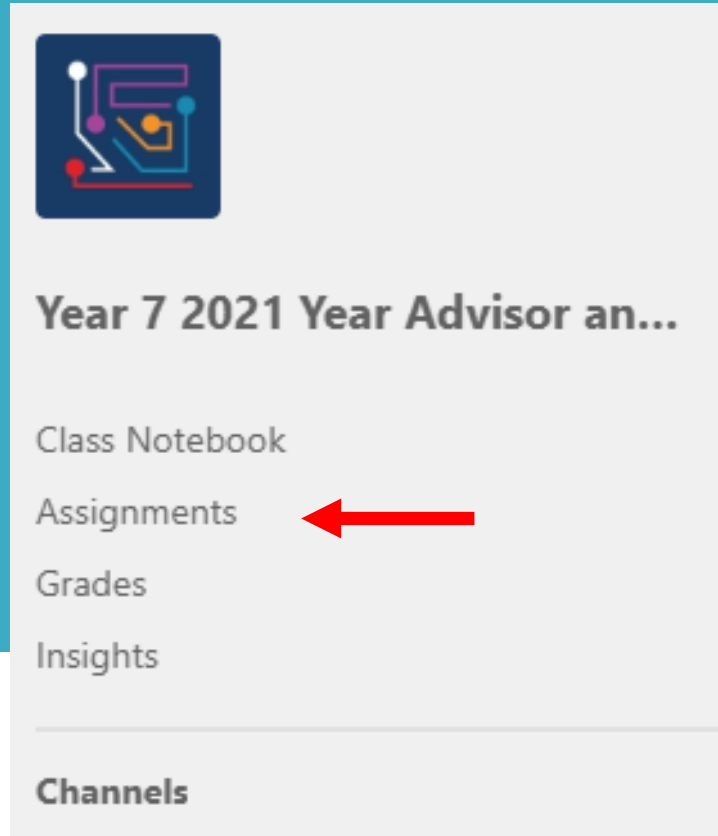 Year 7 2021 Year Advisor an...
Class Notebook
Assignments
Grades
Insights
Channels